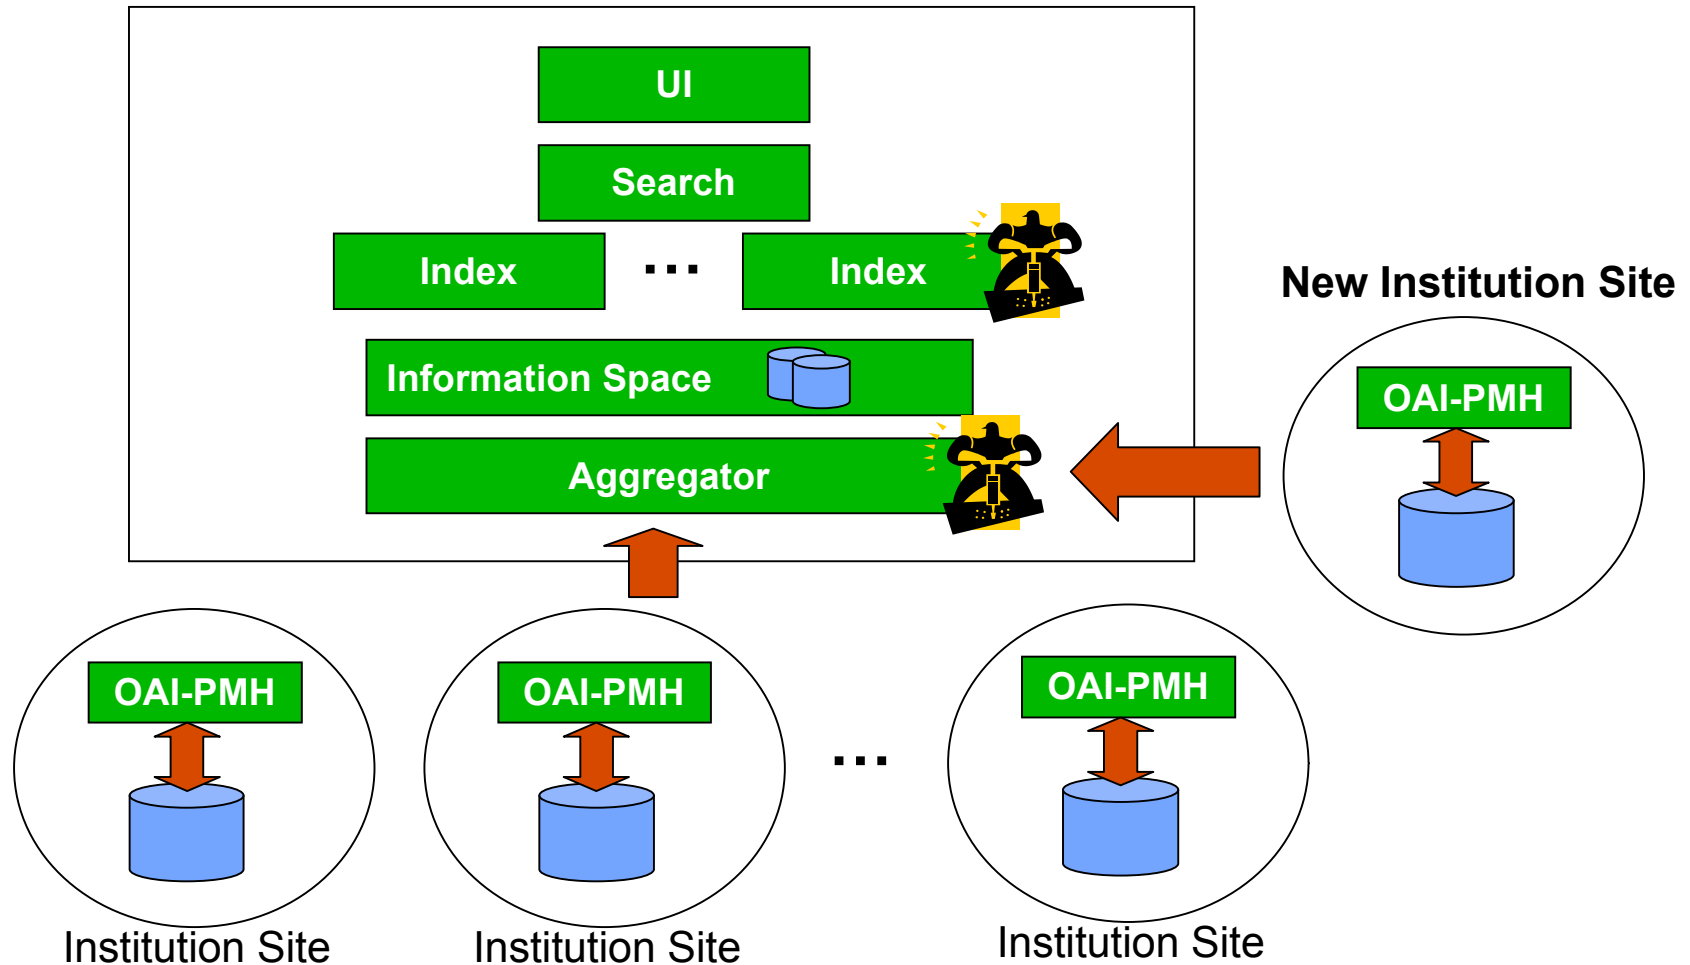 UI
Search
Index ... Index
New Institution Site
Information Space
OAI-PMH
Aggregator
OAI-PMH
OAI-PMH
...
OAI-PMH
Institution Site
Institution Site
Institution Site